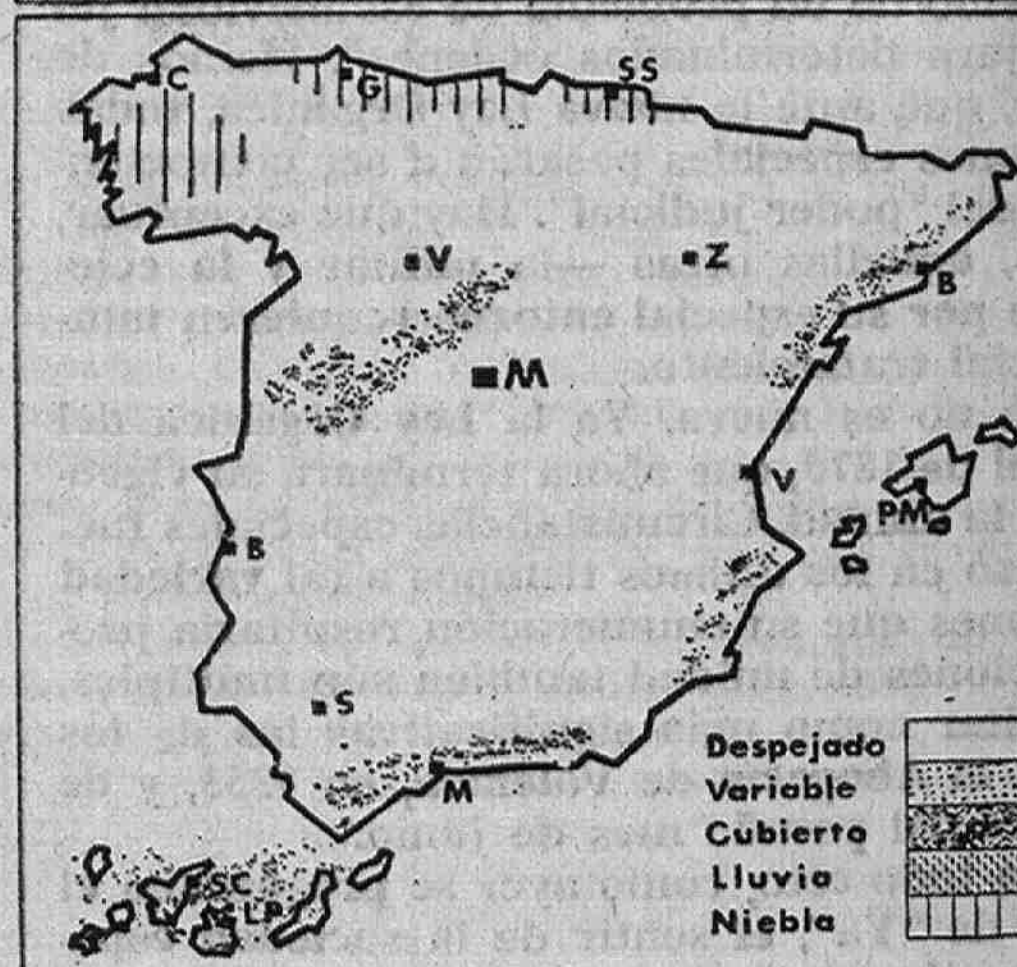 C
G
SS
V
Z
B
M
V
PM
B
S
M
SC
LP
Despejado
Variable
Cubierto
Lluvia
Niebla